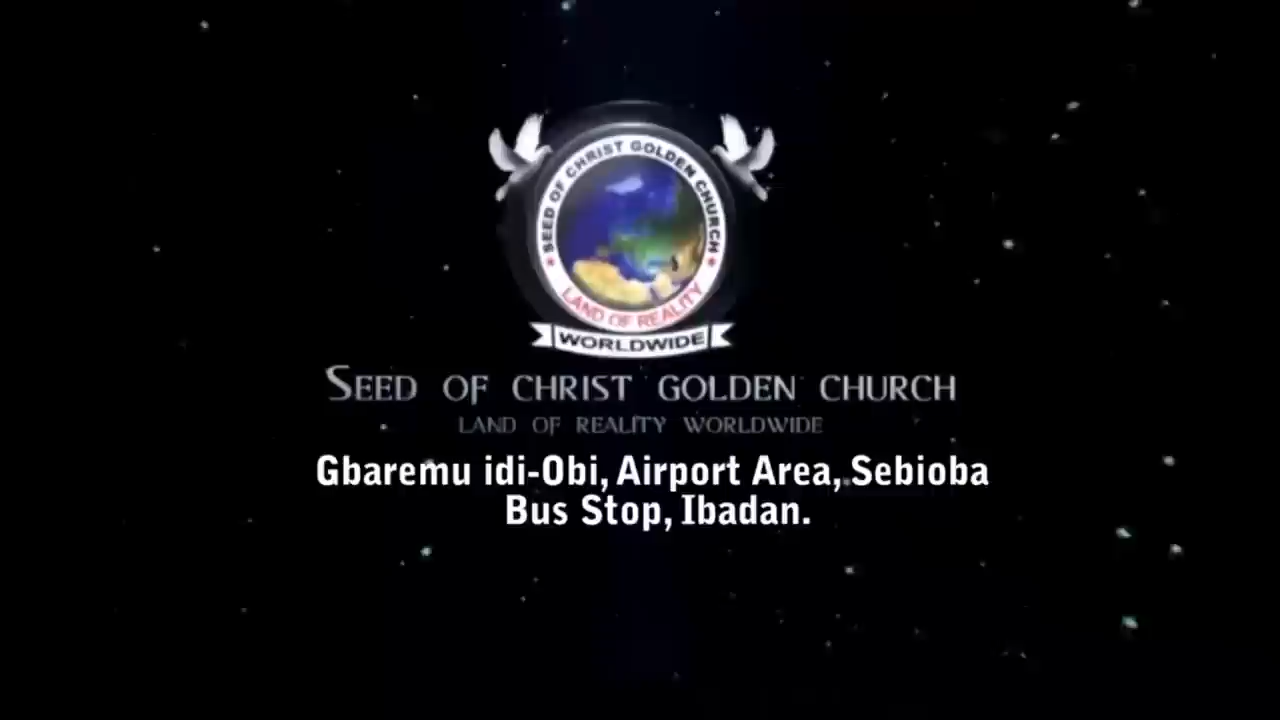 SEED OF CHRIST GOLDEN CHURCH
LAND OF REALITY
WORLDWIDE
SEED OF CHRIST GOLDEN CHURCH
LAND OF REALITY WORLDWIDE
Gbaremu idi-Obi, Airport Area, Sebioba
Bus Stop, Ibadan.